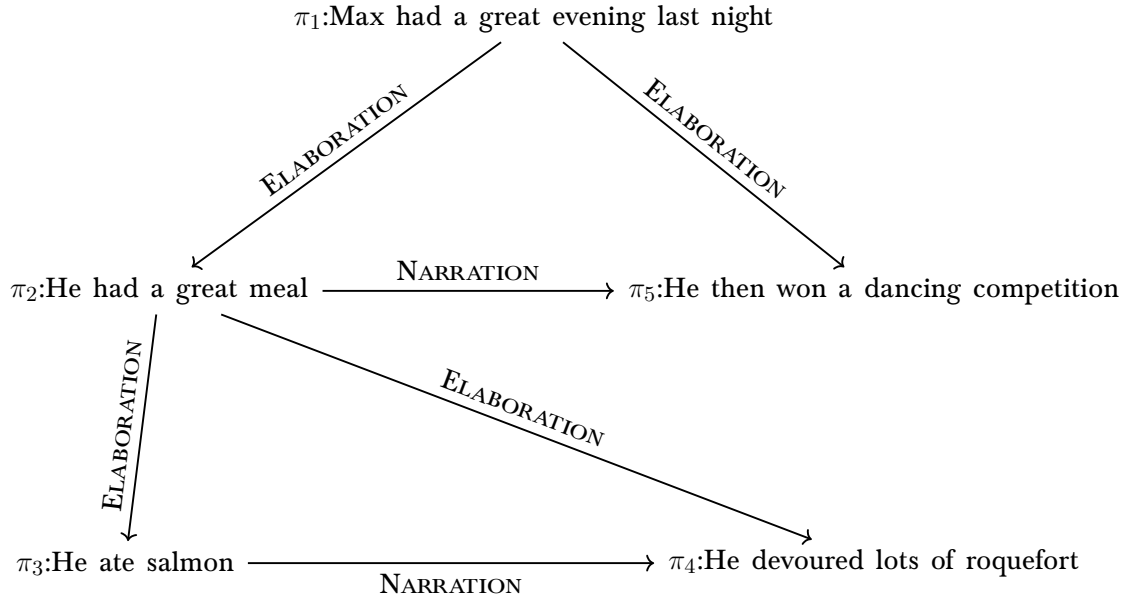 π₁:Max had a great evening last night
ELABORATION
ELABORATION
π₂:He had a great meal
NARRATION
π₅:He then won a dancing competition
ELABORATION
ELABORATION
π₃:He ate salmon
NARRATION
π₄:He devoured lots of roquefort